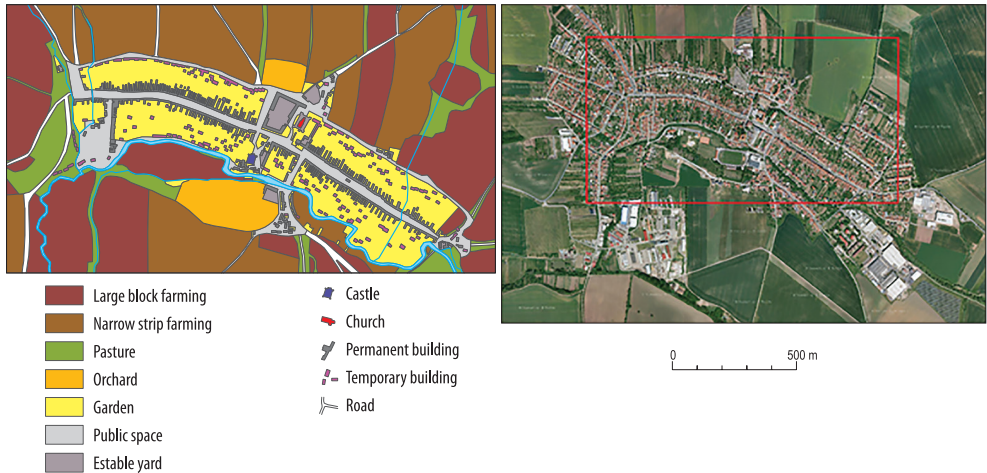 Large block farming
Narrow strip farming
Pasture
Orchard
Garden
Public space
Estable yard
Castle
Church
Permanent building
Temporary building
Road
0 500 m